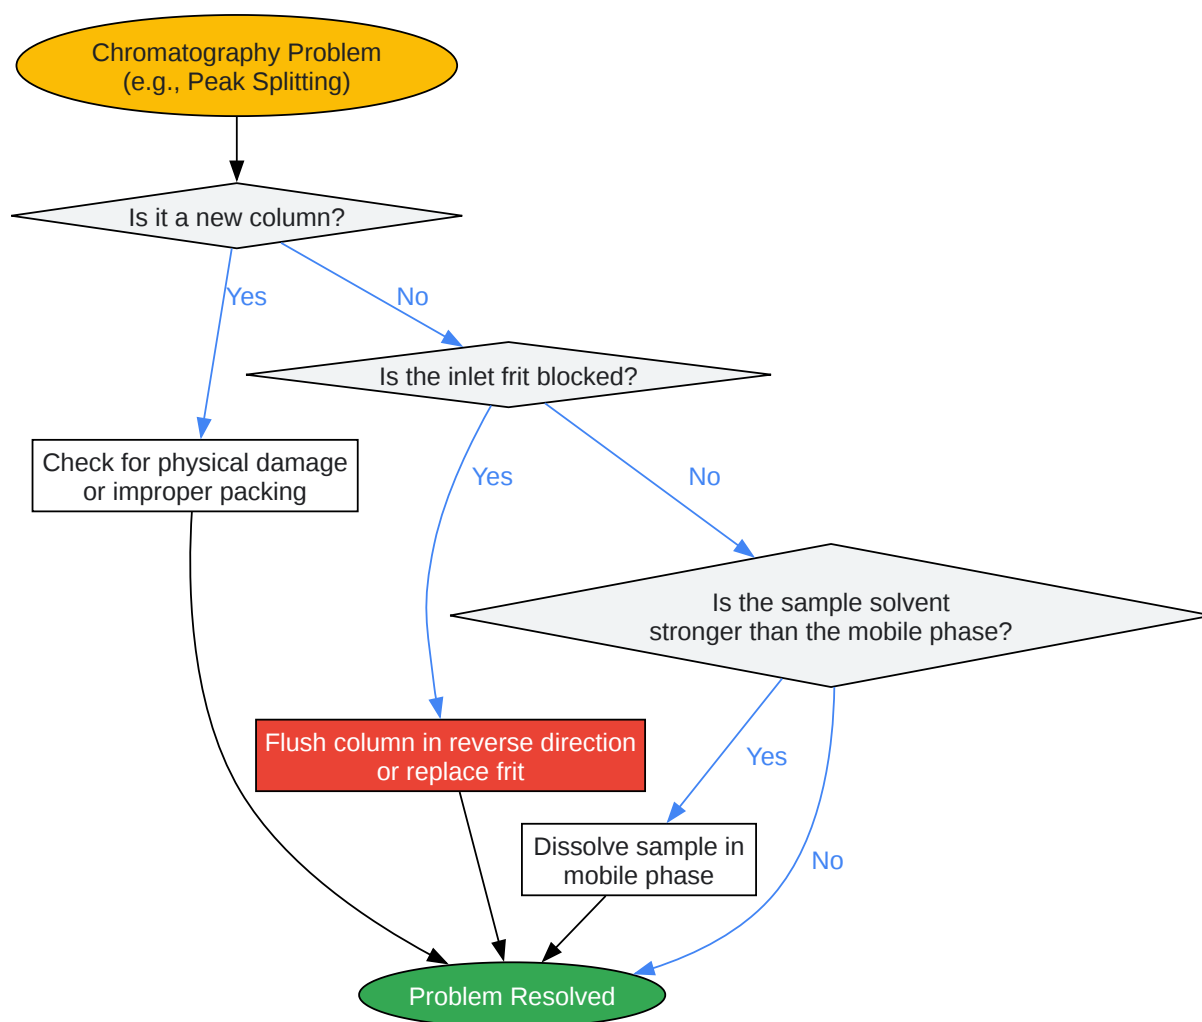 Chromatography Problem
(e.g., Peak Splitting)
Is it a new column?
Yes
No
Is the inlet frit blocked?
Check for physical damage
or improper packing
Yes
No
Is the sample solvent
stronger than the mobile phase?
Flush column in reverse direction
or replace frit
Yes
Dissolve sample in
mobile phase
No
Problem Resolved